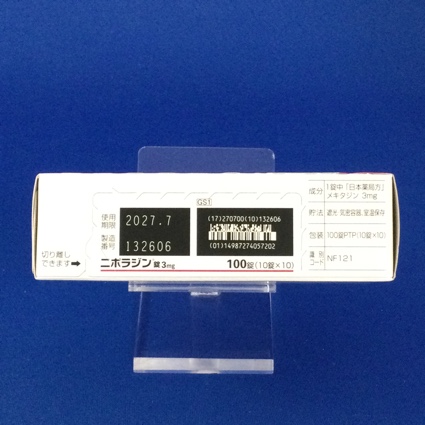 GS1
使用
期限
2027.7
製造
番号
132606
(17)270700(10)132606
(01)14987274057202
切り離し
できます→
ニポラジン錠3mg
100錠(10錠×10)
成分
1錠中「日本薬局方」
メキタジン 3mg
貯法
遮光 気密容器、室温保存
包装
100錠PTP(10錠×10)
識別
コード
NF121